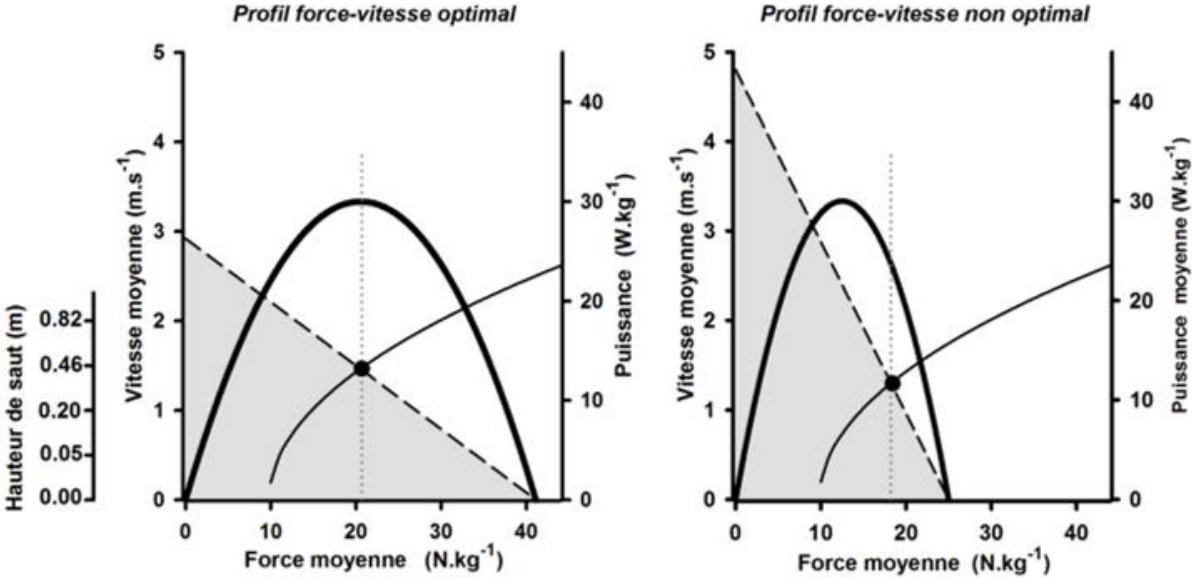 Profil force-vitesse optimal
Hauteur de saut (m)
0.82
0.46
0.20
0.05
0.00
Vitesse moyenne (m.s⁻¹)
5
4
3
2
1
0
0 10 20 30 40
Force moyenne (N.kg⁻¹)
40
30
20
10
0
Puissance (W.kg⁻¹)
Profil force-vitesse non optimal
Vitesse moyenne (m.s⁻¹)
5
4
3
2
1
0
0 10 20 30 40
Force moyenne (N.kg⁻¹)
40
30
20
10
0
Puissance moyenne (W.kg⁻¹)